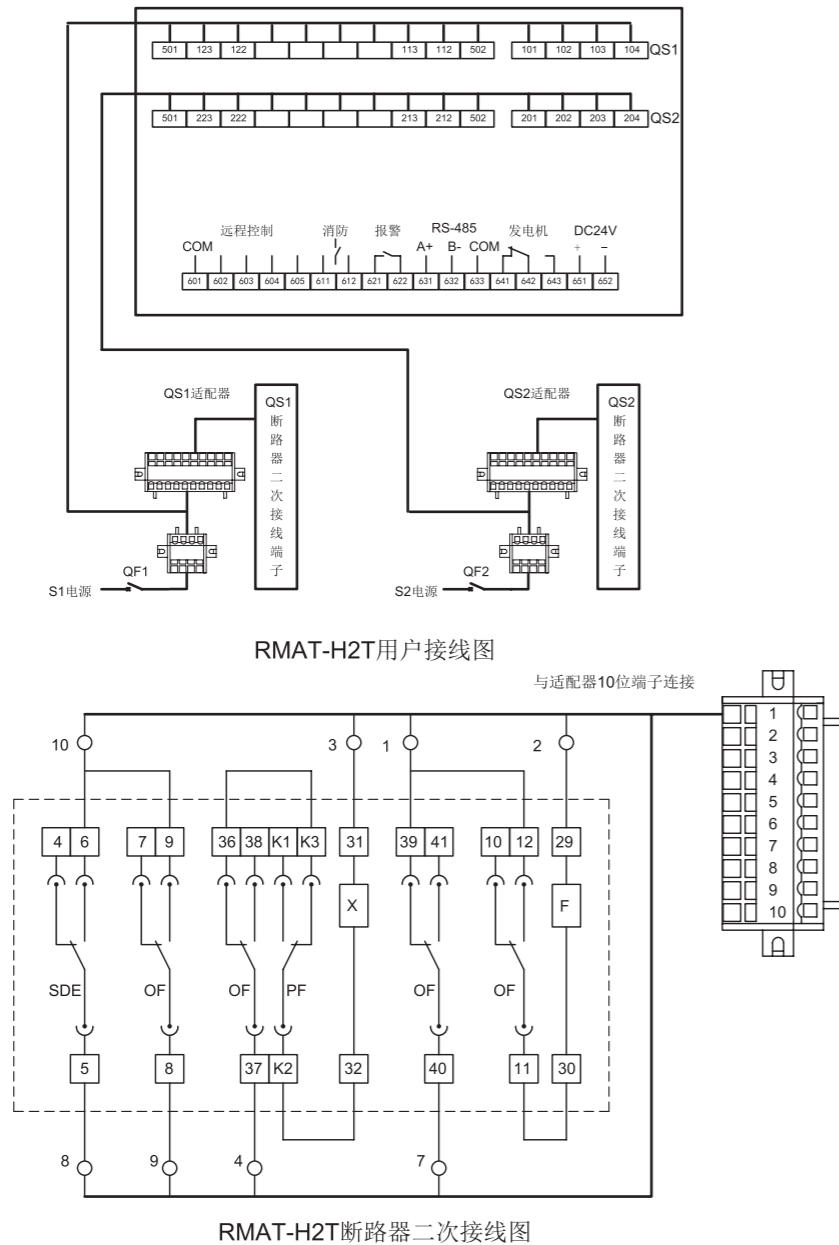 501 123 122 113 112 502 101 102 103 104 QS1
501 223 222 213 212 502 201 202 203 204 QS2
远程控制 消防 报警 RS-485 发电机 DC24V
COM A+ B- COM + −
601 602 603 604 605 611 612 621 622 631 632 633 641 642 643 651 652
QS1适配器
QS1
断
路
器
二
次
接
线
端
子
QF1
S1电源
QS2适配器
QS2
断
路
器
二
次
接
线
端
子
QF2
S2电源
RMAT-H2T用户接线图
与适配器10位端子连接
1
2
3
4
5
6
7
8
9
10
10 3 1 2
4 6 7 9 36 38 K1 K3 31 39 41 10 12 29
X F
SDE OF OF PF OF OF
5 8 37 K2 32 40 11 30
8 9 4 7
RMAT-H2T断路器二次接线图